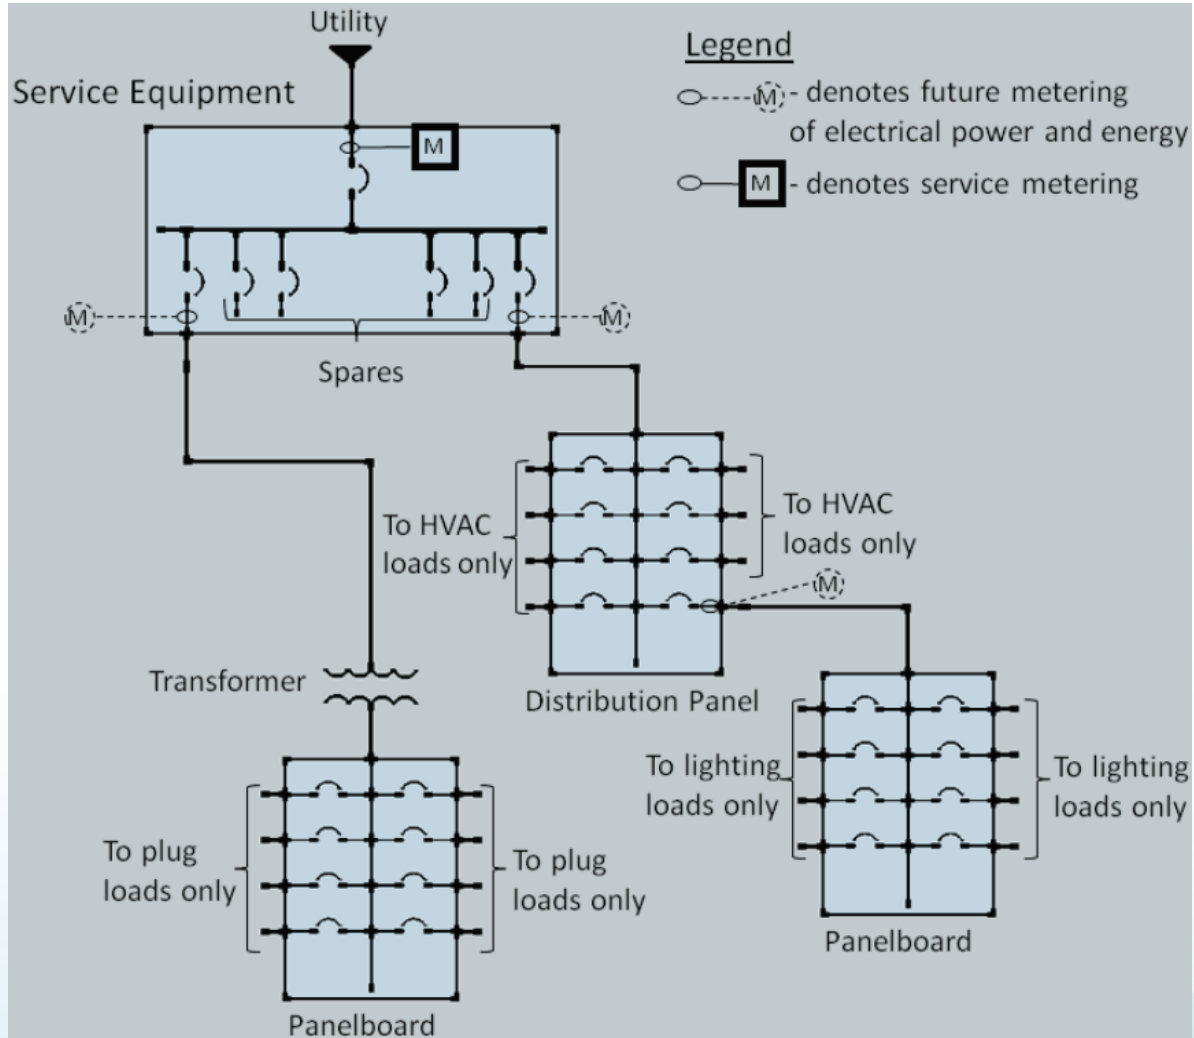 Utility
Legend
Service Equipment
M - denotes future metering
of electrical power and energy
M
M - denotes service metering
M
M
Spares
To HVAC
loads only
To HVAC
loads only
M
Transformer
Distribution Panel
To lighting
loads only
To lighting
loads only
To plug
loads only
To plug
loads only
Panelboard
Panelboard